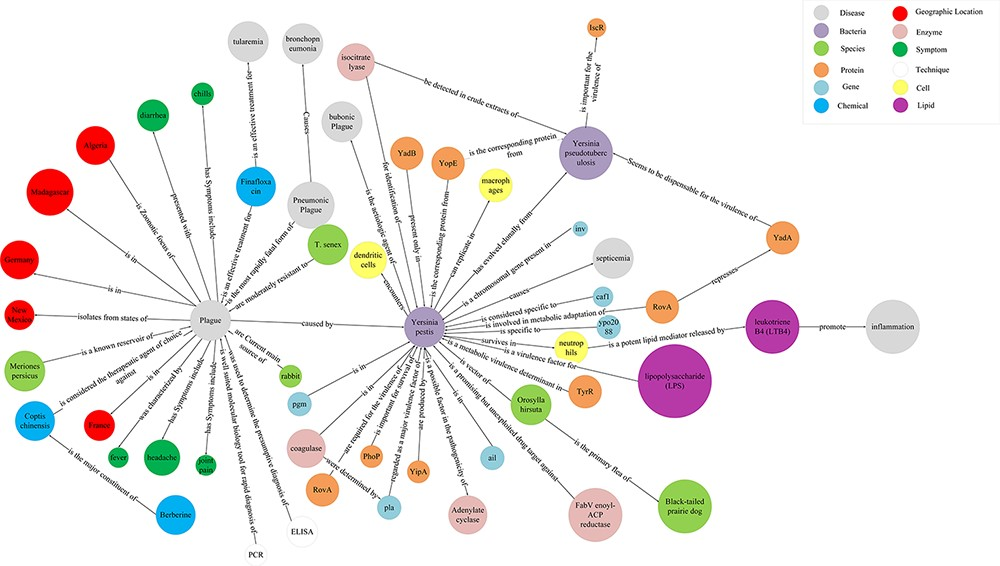 Disease
Bacteria
Species
Protein
Gene
Chemical
Geographic Location
Enzyme
Symptom
Technique
Cell
Lipid
tularemia
bronchopn
eumonia
isocitrate
lyase
IscR
chills
diarrhea
Algeria
Madagascar
Germany
New
Mexico
Meriones
persicus
Coptis
chinensis
Berberine
France
fever
headache
joint
pain
PCR
ELISA
rabbit
Plague
Finafloxa
cin
Pneumonic
Plague
T. senex
bubonic
Plague
dendritic
cells
YadB
YopE
macroph
ages
Yersinia
pseudotuberc
ulosis
inv
septicemia
caf1
ypo20
88
RovA
YadA
neutrop
hils
leukotriene
B4 (LTB4)
inflammation
lipopolysaccharide
(LPS)
TyrR
Orosylla
hirsuta
Black-tailed
prairie dog
FabV enoyl-
ACP
reductase
ail
Adenylate
cyclase
YipA
pla
PhoP
RovA
coagulase
pgm
Yersinia
pestis
is an effective treatment for
Causes
be detected in crude extracts of
is important for the
virulence of
has Symptoms include
presented with
is Zoonotic focus of
is in
is in
isolates from states of
is a known reservoir of
is considered the therapeutic agent of choice
against
is the major constituent of
is in
was characterized by
has Symptoms include
has Symptoms include
is well suited molecular biology tool for rapid diagnosis of
was used to determine the presumptive diagnosis of
are Current main
source of
is an effective treatment for
is the most rapidly fatal form of
are moderately resistant to
caused by
is the aetiologic agent of
encounters
for identification of
present only in
is the corresponding protein from
is the corresponding protein
from
can replicate in
has evolved clonally from
Seems to be dispensable for the virulence of
represses
is a chromosomal gene present in
causes
is considered specific to
is involved in metabolic adaptation of
is specific to
survives in
is a potent lipid mediator released by
promote
is a virulence factor for
is a metabolic virulence determinant in
is vector of
is the primary flea of
is a promising but unexploited drug target against
is in
is a possible factor in the pathogenicity of
are produced by
regarded as a major virulence factor of
is important for survival of
are required for the virulence of
were determined by
is in
is in